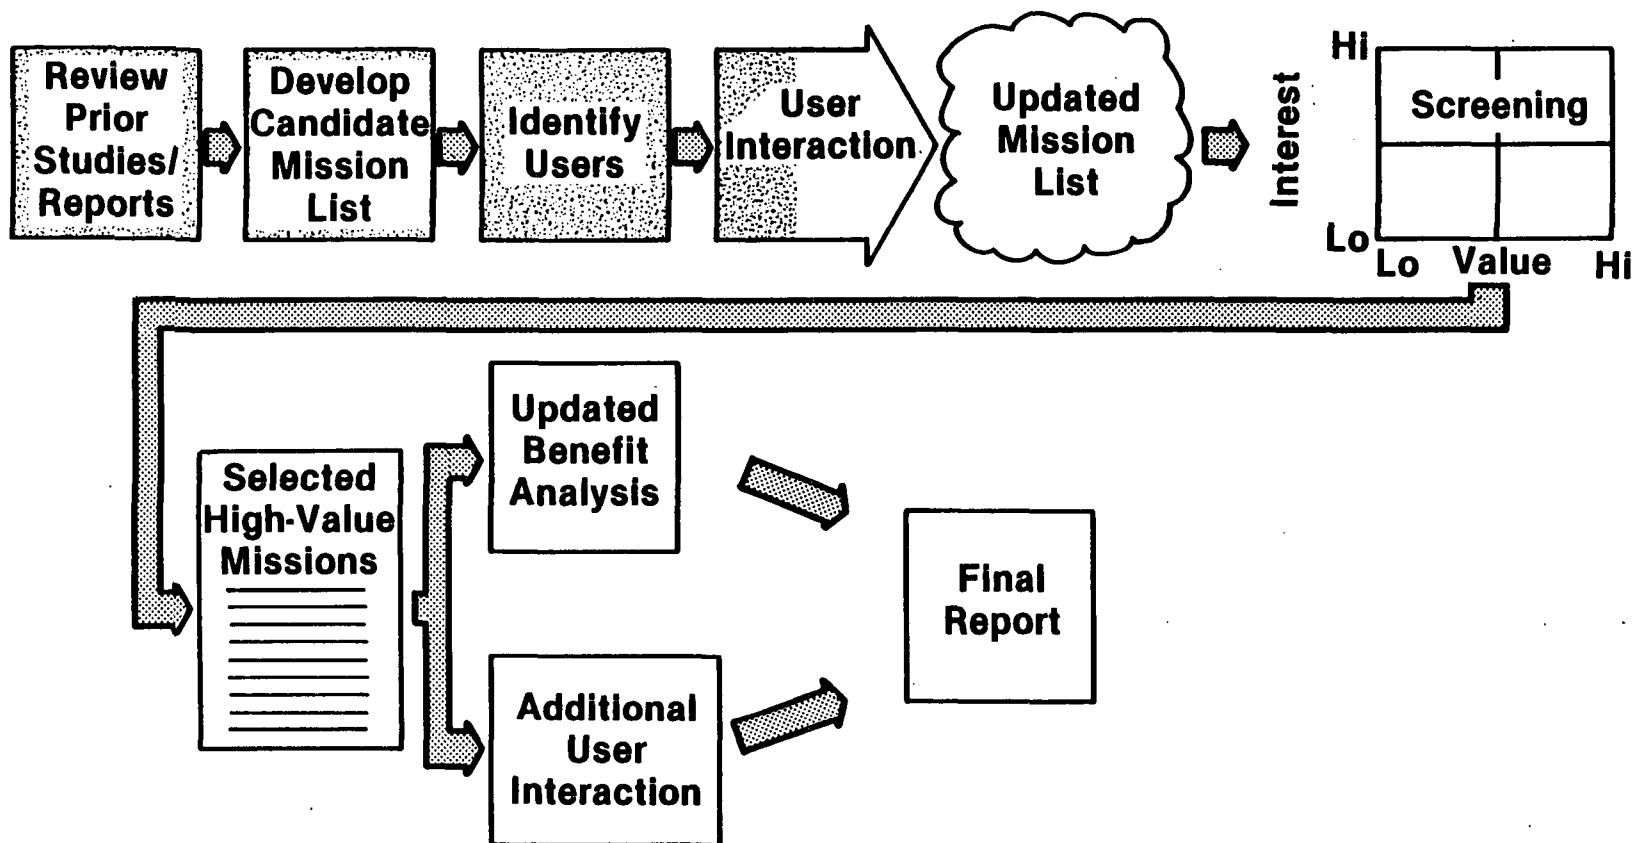 Review
Prior
Studies/
Reports
Develop
Candidate
Mission
List
Identify
Users
User
Interaction
Updated
Mission
List
Interest
Hi
Screening
Lo
Lo Value Hi
Selected
High-Value
Missions
Updated
Benefit
Analysis
Additional
User
Interaction
Final
Report